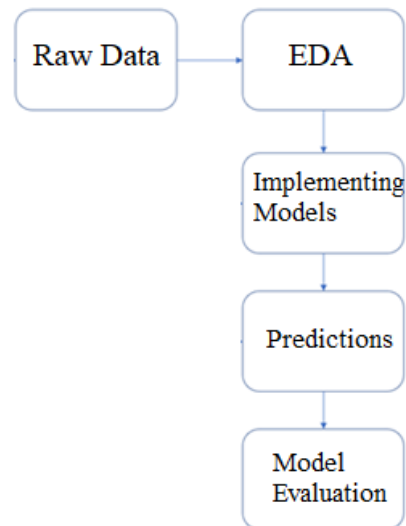 Raw Data
EDA
Implementing
Models
Predictions
Model
Evaluation